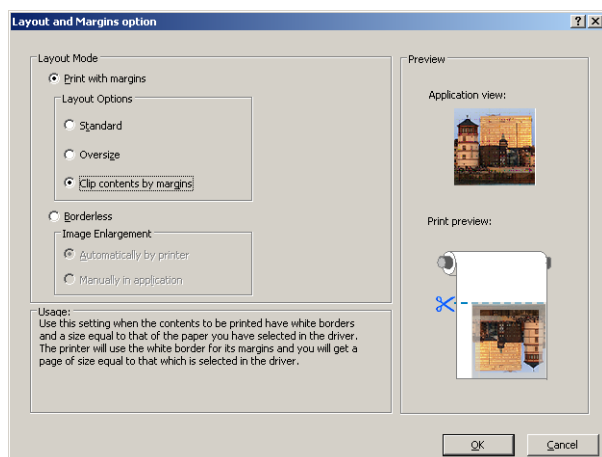 Layout and Margins option
Layout Mode
Print with margins
Layout Options
Standard
Oversize
Clip contents by margins
Borderless
Image Enlargement
Automatically by printer
Manually in application
Usage:
Use this setting when the contents to be printed have white borders
and a size equal to that of the paper you have selected in the driver.
The printer will use the white border for its margins and you will get a
page of size equal to that which is selected in the driver.
Preview
Application view:
Print preview:
OK
Cancel